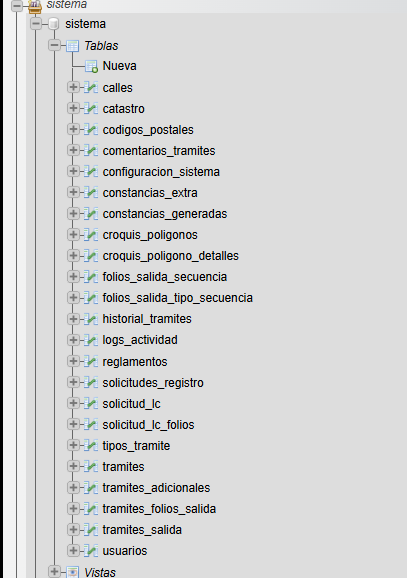 sistema
sistema
Tablas
Nueva
calles
catastro
codigos_postales
comentarios_tramites
configuracion_sistema
constancias_extra
constancias_generadas
croquis_poligonos
croquis_poligono_detalles
folios_salida_secuencia
folios_salida_tipo_secuencia
historial_tramites
logs_actividad
reglamentos
solicitudes_registro
solicitud_lc
solicitud_lc_folios
tipos_tramite
tramites
tramites_adicionales
tramites_folios_salida
tramites_salida
usuarios
Vistas